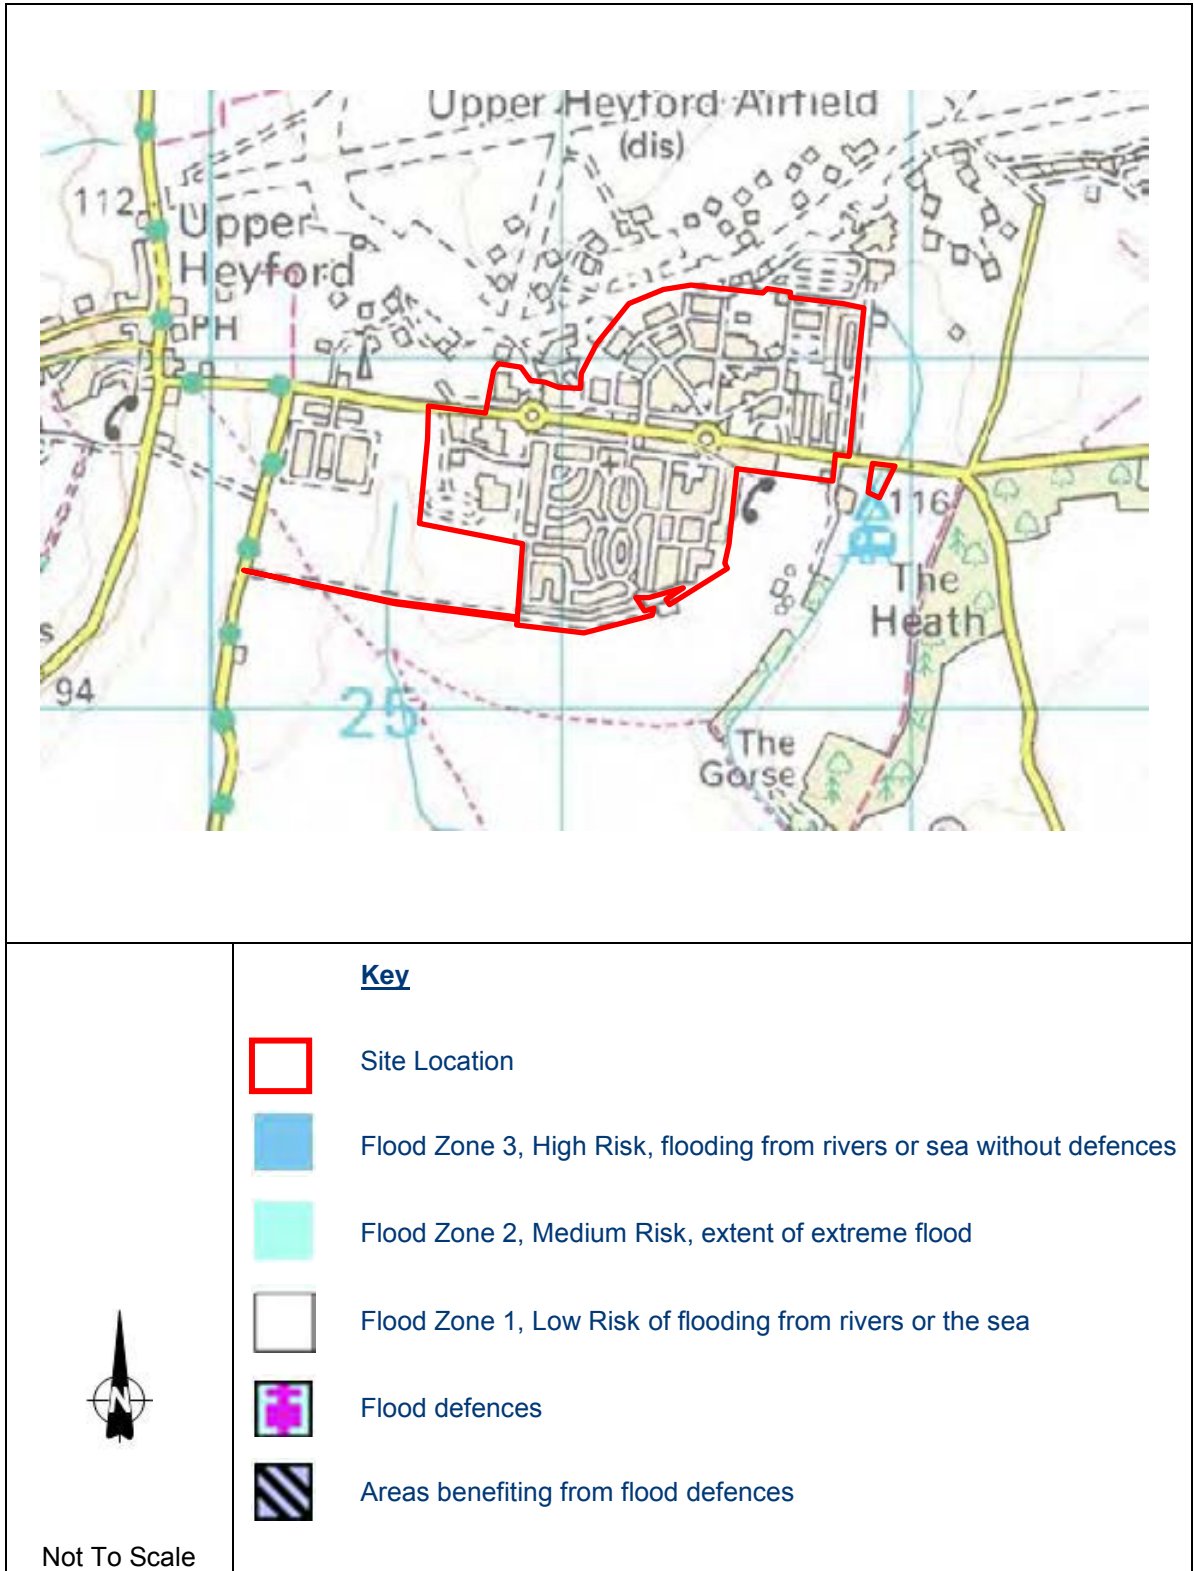 Upper Heyford Airfield
(dis)
112
Upper
Heyford
PH
116
The
Heath
94
25
The
Gorse
Key
Site Location
Flood Zone 3, High Risk, flooding from rivers or sea without defences
Flood Zone 2, Medium Risk, extent of extreme flood
Flood Zone 1, Low Risk of flooding from rivers or the sea
N
Flood defences
Areas benefiting from flood defences
Not To Scale